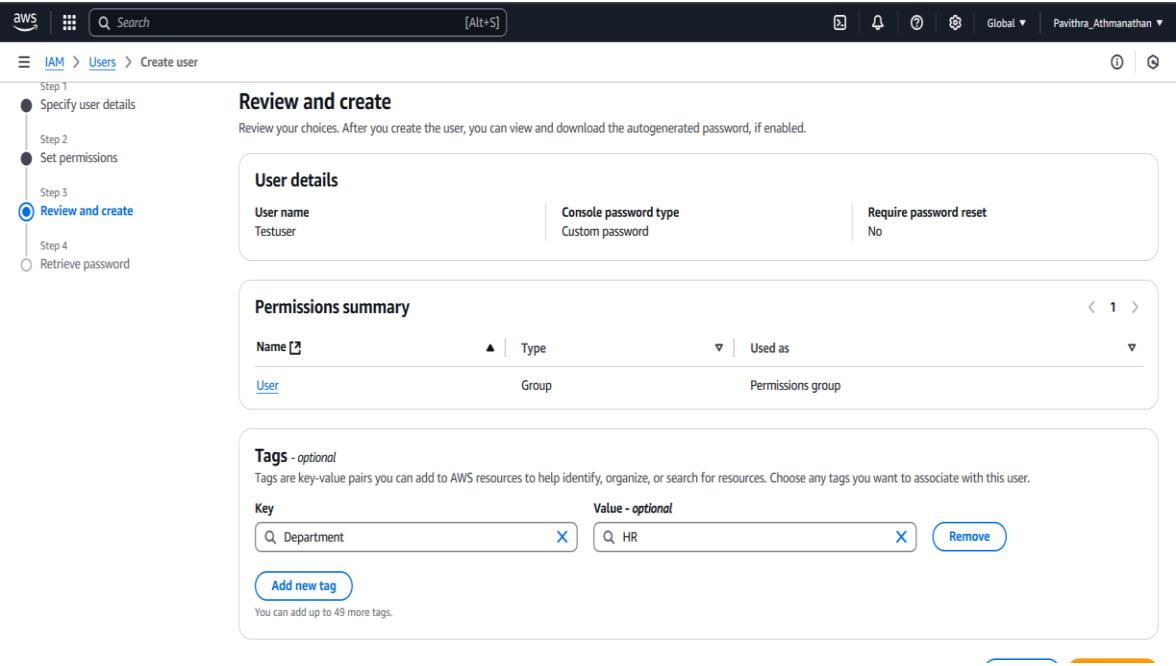 aws
Search [Alt+S] Global Pavithra_Athmanathan
IAM > Users > Create user
Step 1
Specify user details
Step 2
Set permissions
Step 3
Review and create
Step 4
Retrieve password
Review and create
Review your choices. After you create the user, you can view and download the autogenerated password, if enabled.
User details
User name Console password type Require password reset
Testuser Custom password No
Permissions summary
< 1 >
Name Type Used as
User Group Permissions group
Tags - optional
Tags are key-value pairs you can add to AWS resources to help identify, organize, or search for resources. Choose any tags you want to associate with this user.
Key Value - optional
Department HR Remove
Add new tag
You can add up to 49 more tags.